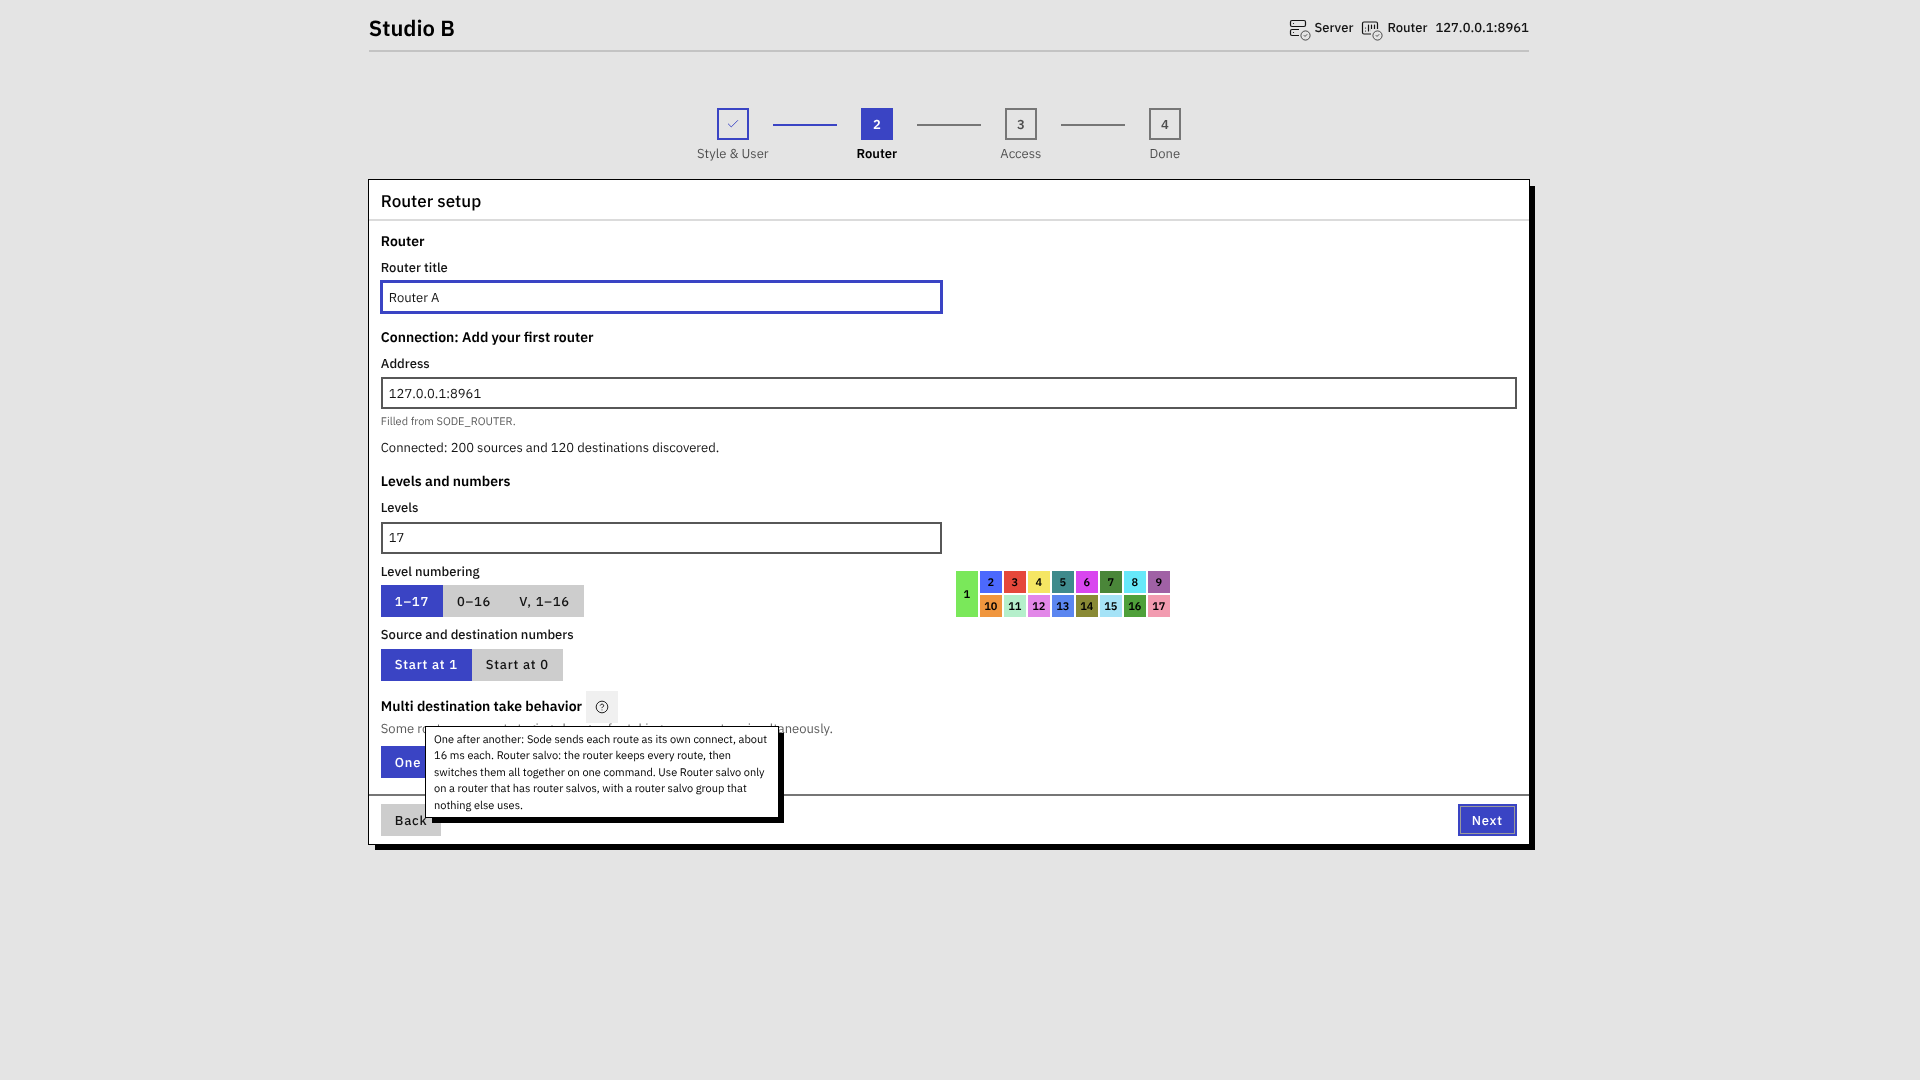 Studio B
Server Router 127.0.0.1:8961
2 3 4
Style & User Router Access Done
Router setup
Router
Router title
Router A
Connection: Add your first router
Address
127.0.0.1:8961
Filled from SODE_ROUTER.
Connected: 200 sources and 120 destinations discovered.
Levels and numbers
Levels
17
Level numbering
1–17 0–16 V, 1–16
1 2 3 4 5 6 7 8 9
10 11 12 13 14 15 16 17
Source and destination numbers
Start at 1 Start at 0
Multi destination take behavior
Some
One after another: Sode sends each route as its own connect, about
16 ms each. Router salvo: the router keeps every route, then
switches them all together on one command. Use Router salvo only
on a router that has router salvos, with a router salvo group that
nothing else uses.
One
Back Next